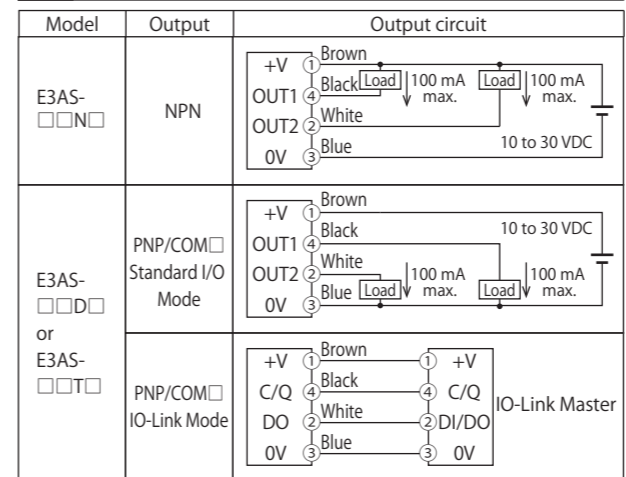 Model Output Output circuit
E3AS-
□□N□
NPN
+V ① Brown
OUT1 ④ Black Load 100 mA max. Load 100 mA max.
OUT2 ② White
0V ③ Blue 10 to 30 VDC
E3AS-
□□D□
or
E3AS-
□□T□
PNP/COM□
Standard I/O
Mode
+V ① Brown
OUT1 ④ Black 10 to 30 VDC
OUT2 ② White
0V ③ Blue Load 100 mA max. Load 100 mA max.
PNP/COM□
IO-Link Mode
+V ① Brown ① +V
C/Q ④ Black ④ C/Q
DO ② White ② DI/DO
0V ③ Blue ③ 0V
IO-Link Master